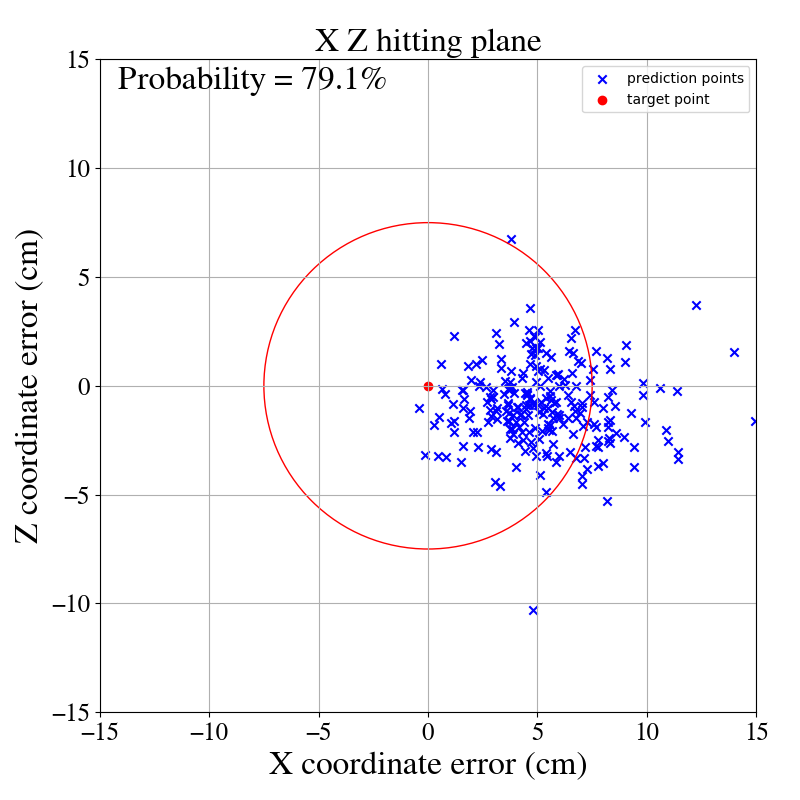 X Z hitting plane
Probability = 79.1%
prediction points
target point
15
10
5
0
−5
−10
−15
−15
−10
−5
0
5
10
15
Z coordinate error (cm)
X coordinate error (cm)